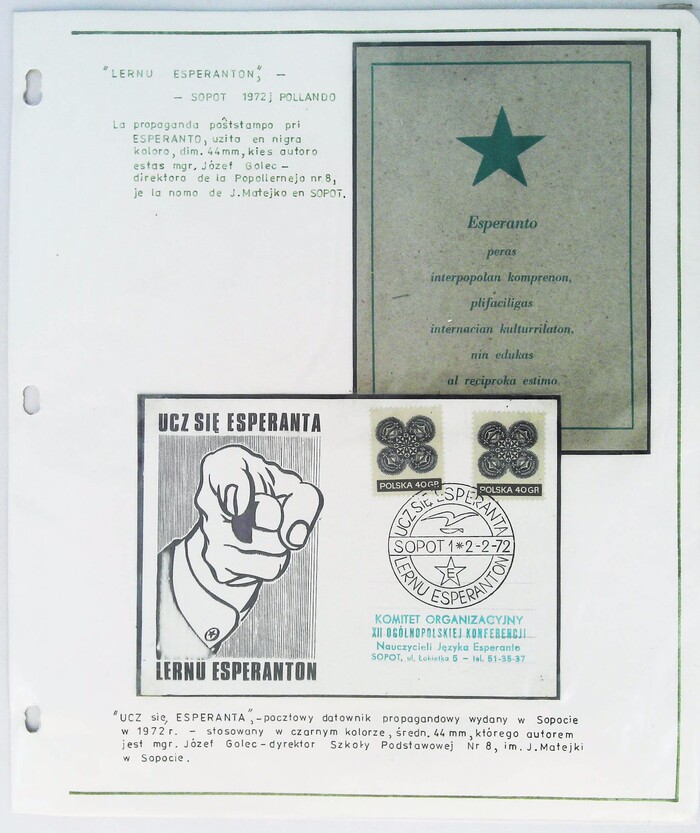 "LERNU ESPERANTON", –
– SOPOT 1972j POLLANDO
La propaganda poŝtstampo pri
ESPERANTO, uzita en nigra
koloro, dim. 44mm, kies autoro
estas mgr. Józef Golec –
direktoro de la Popollernejo nr 8,
je la nomo de J. Matejko en SOPOT.
Esperanto
peras
interpopolan komprenon,
plifaciligas
internacian kulturrilaton,
nin edukas
al reciproka estimo.
UCZ SIĘ ESPERANTA
LERNU ESPERANTON
POLSKA 40 GR
POLSKA 40 GR
UCZ SIĘ ESPERANTA
SOPOT 1*2-2-72
E
LERNU ESPERANTON
KOMITET ORGANIZACYJNY
XII OGÓLNOPOLSKIEJ KONFERENCJI
Nauczycieli Języka Esperanto
SOPOT, ul. Łokietka 5 – tel. 51-35-37
"UCZ się, ESPERANTA", – pocztowy datownik propagandowy wydany w Sopocie
w 1972 r. – stosowany w czarnym kolorze, średn. 44 mm, którego autorem
jest mgr. Józef Golec – dyrektor Szkoły Podstawowej Nr 8, im. J. Matejki
w Sopocie.